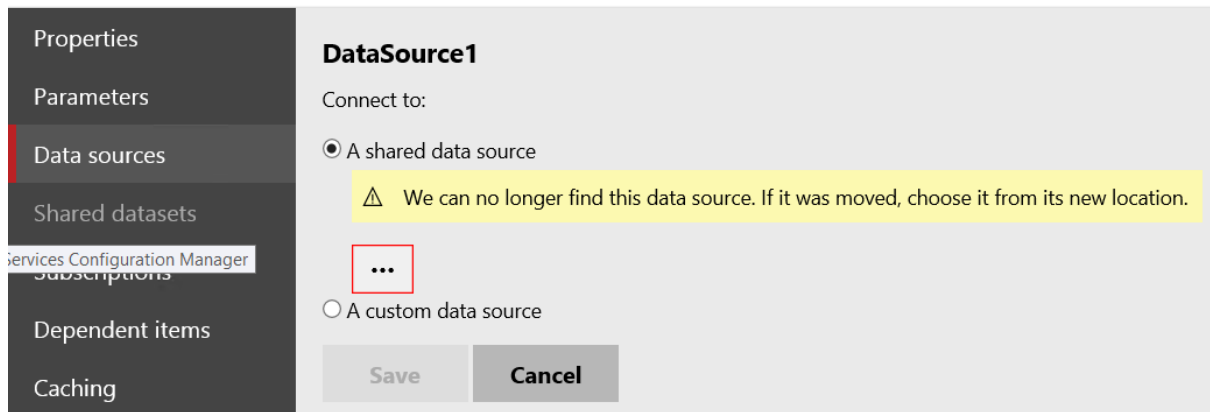 Properties
Parameters
Data sources
Shared datasets
Services Configuration Manager
Subscriptions
Dependent items
Caching
DataSource1
Connect to:
A shared data source
⚠ We can no longer find this data source. If it was moved, choose it from its new location.
...
A custom data source
Save Cancel